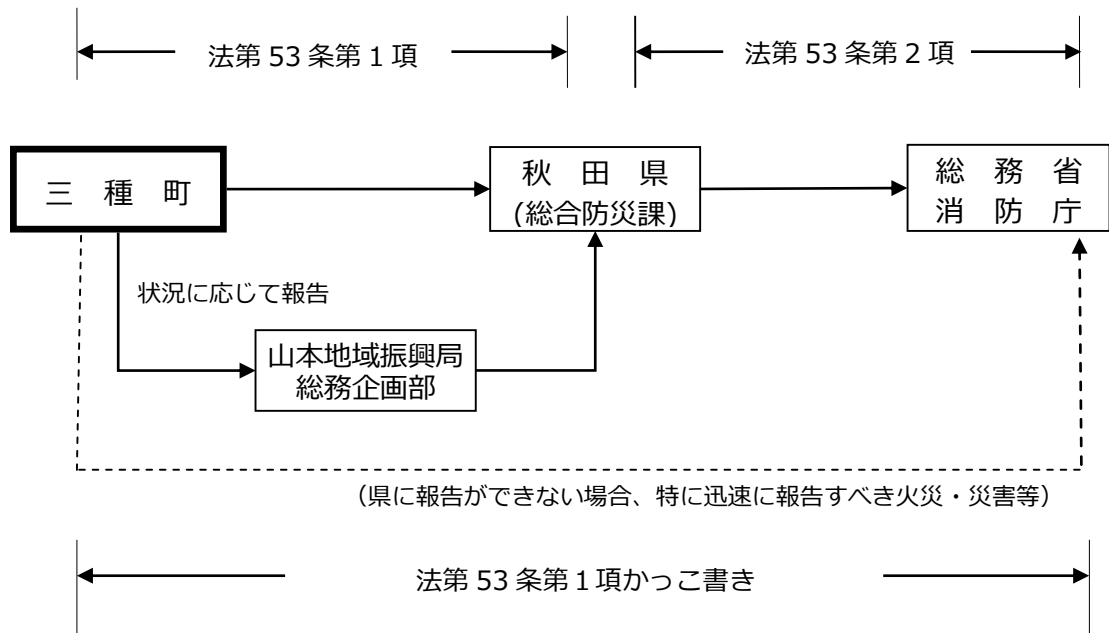 法第 53 条第 1 項
法第 53 条第 2 項
三 種 町
秋 田 県
(総合防災課)
総 務 省
消 防 庁
状況に応じて報告
山本地域振興局
総務企画部
（県に報告ができない場合、特に迅速に報告すべき火災・災害等）
法第 53 条第 1 項かっこ書き